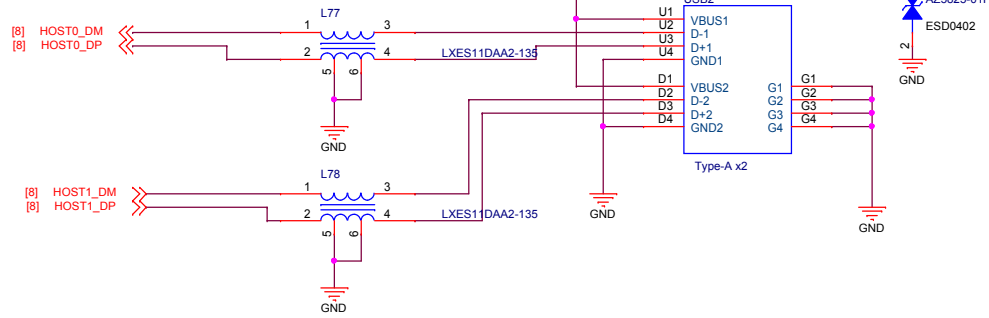 USB2
AZ5825-01F
ESD0402
2
GND
[8] HOST0_DM
[8] HOST0_DP
L77
1 3
2 4
5 6
LXES11DAA2-135
GND
U1 VBUS1
U2 D-1
U3 D+1
U4 GND1
D1 VBUS2 G1 G1
D2 D-2 G2 G2
D3 D+2 G3 G3
D4 GND2 G4 G4
Type-A x2
GND
GND
[8] HOST1_DM
[8] HOST1_DP
L78
1 3
2 4
5 6
LXES11DAA2-135
GND